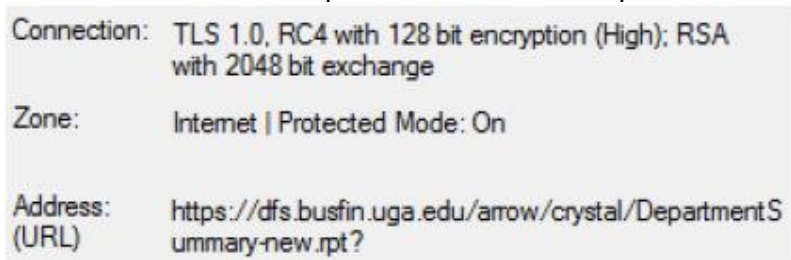 Connection: TLS 1.0, RC4 with 128 bit encryption (High); RSA
with 2048 bit exchange
Zone: Internet | Protected Mode: On
Address: https://dfs.busfin.uga.edu/arrow/crystal/DepartmentS
(URL) ummary-new.rpt?